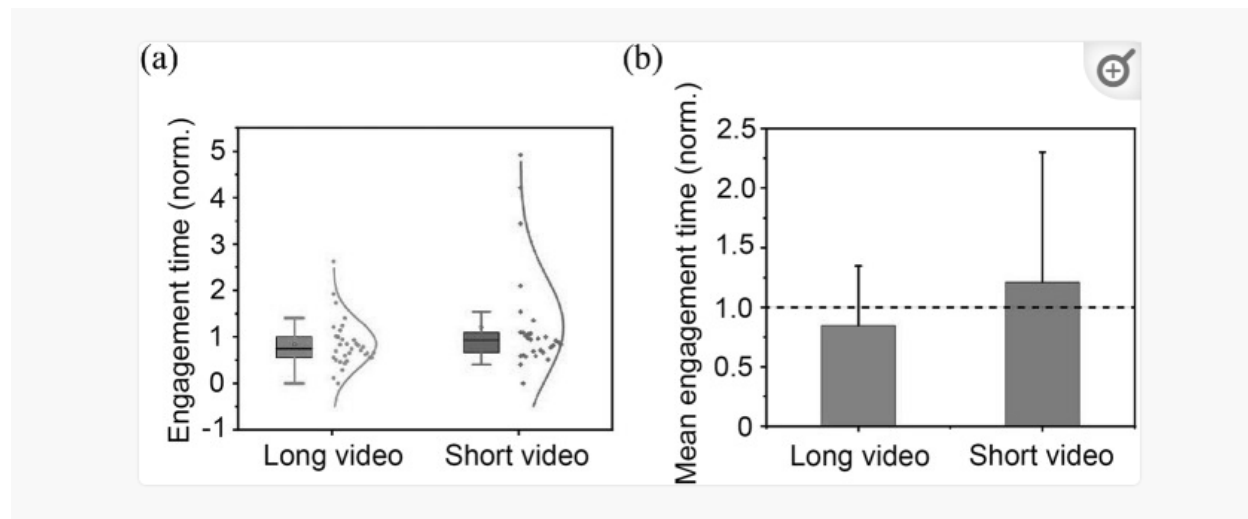 (a)
Engagement time (norm.)
5
4
3
2
1
0
-1
Long video
Short video
(b)
Mean engagement time (norm.)
2.5
2.0
1.5
1.0
0.5
0
Long video
Short video